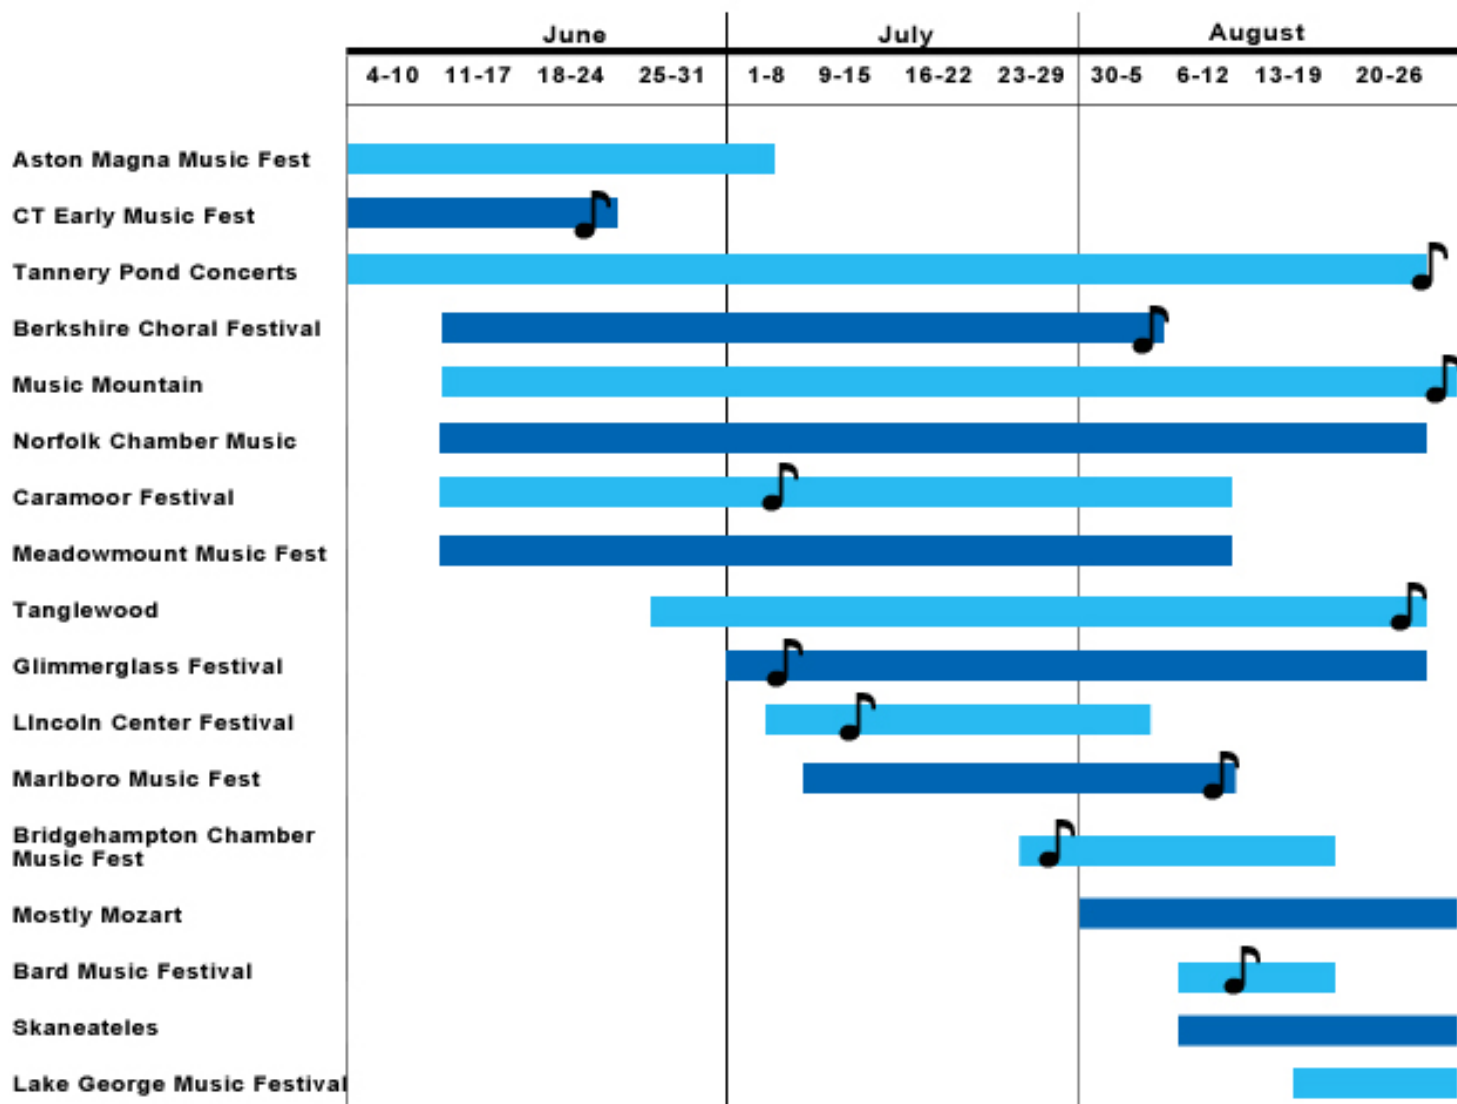 June July August
4-10 11-17 18-24 25-31 1-8 9-15 16-22 23-29 30-5 6-12 13-19 20-26
Aston Magna Music Fest
CT Early Music Fest
Tannery Pond Concerts
Berkshire Choral Festival
Music Mountain
Norfolk Chamber Music
Caramoor Festival
Meadowmount Music Fest
Tanglewood
Glimmerglass Festival
LIncoln Center Festival
Marlboro Music Fest
Bridgehampton Chamber
Music Fest
Mostly Mozart
Bard Music Festival
Skaneateles
Lake George Music Festival